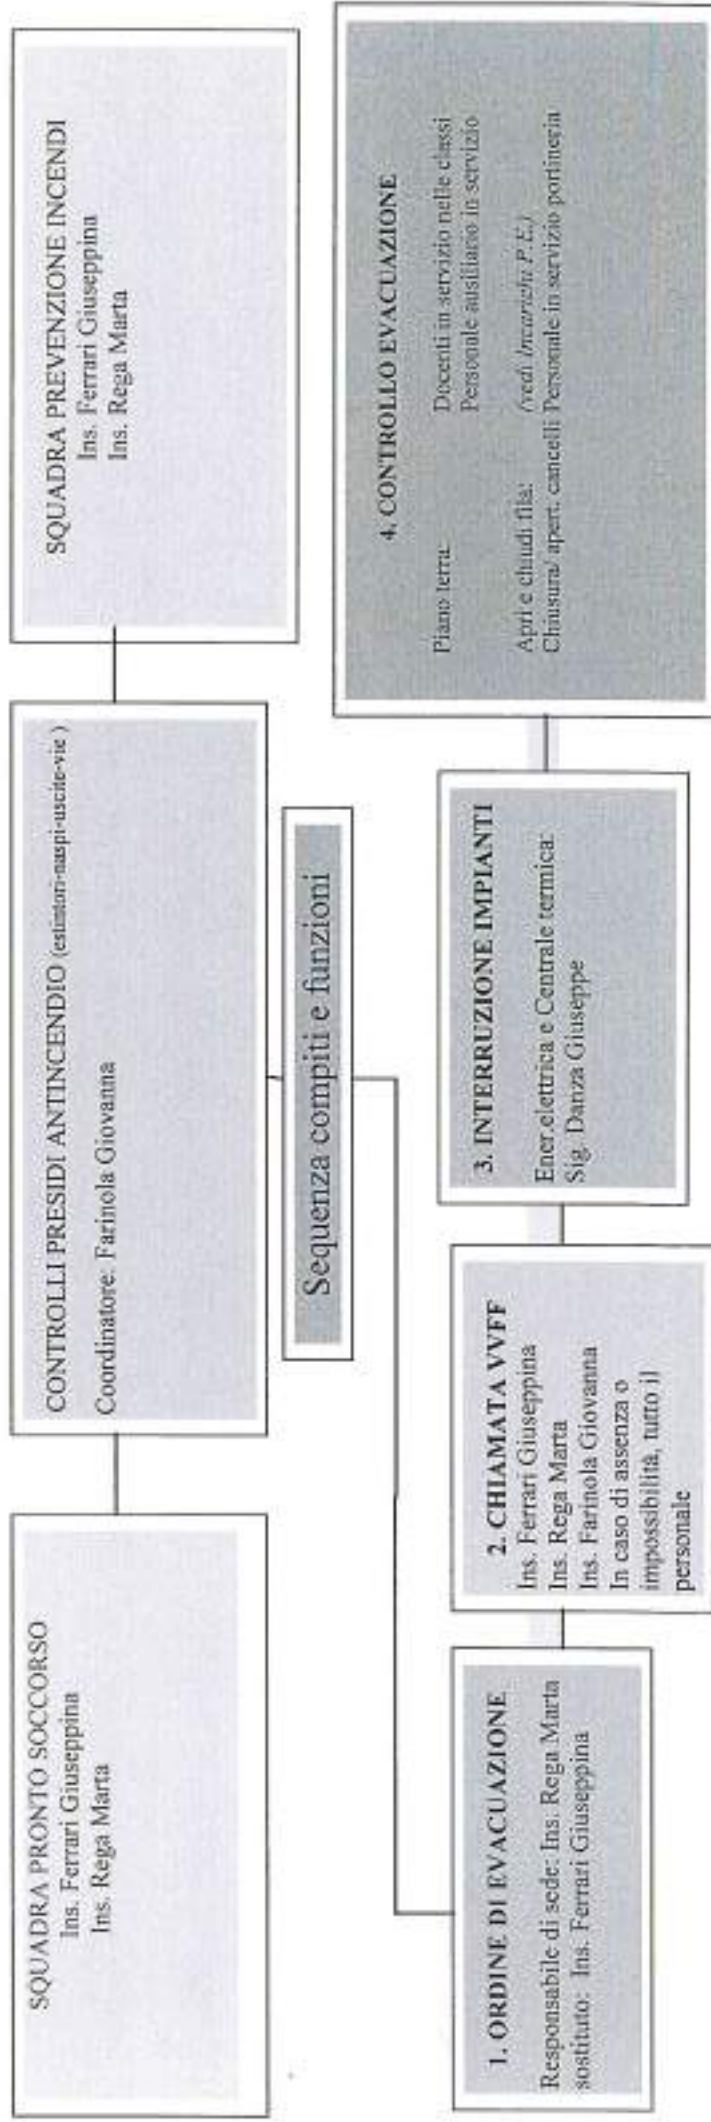 SQUADRA PRONTO SOCCORSO
Ins. Ferrari Giuseppina
Ins. Rega Marta
CONTROLLI PRESIDI ANTINCENDIO (estintori-naspi-uscite-vie )
Coordinatore: Farinola Giovanna
SQUADRA PREVENZIONE INCENDI
Ins. Ferrari Giuseppina
Ins. Rega Marta
Sequenza compiti e funzioni
1. ORDINE DI EVACUAZIONE
Responsabile di sede: Ins. Rega Marta
sostituto: Ins. Ferrari Giuseppina
2. CHIAMATA VVFF
Ins. Ferrari Giuseppina
Ins. Rega Marta
Ins. Farinola Giovanna
In caso di assenza o
impossibilità, tutto il
personale
3. INTERRUZIONE IMPIANTI
Ener.elettrica e Centrale termica:
Sig. Danza Giuseppe
4. CONTROLLO EVACUAZIONE
Piano terra: Docenti in servizio nelle classi
Personale ausiliario in servizio
Apri e chiudi fila: (vedi Incarichi P.E.)
Chiusura/ apert. cancelli Personale in servizio portineria